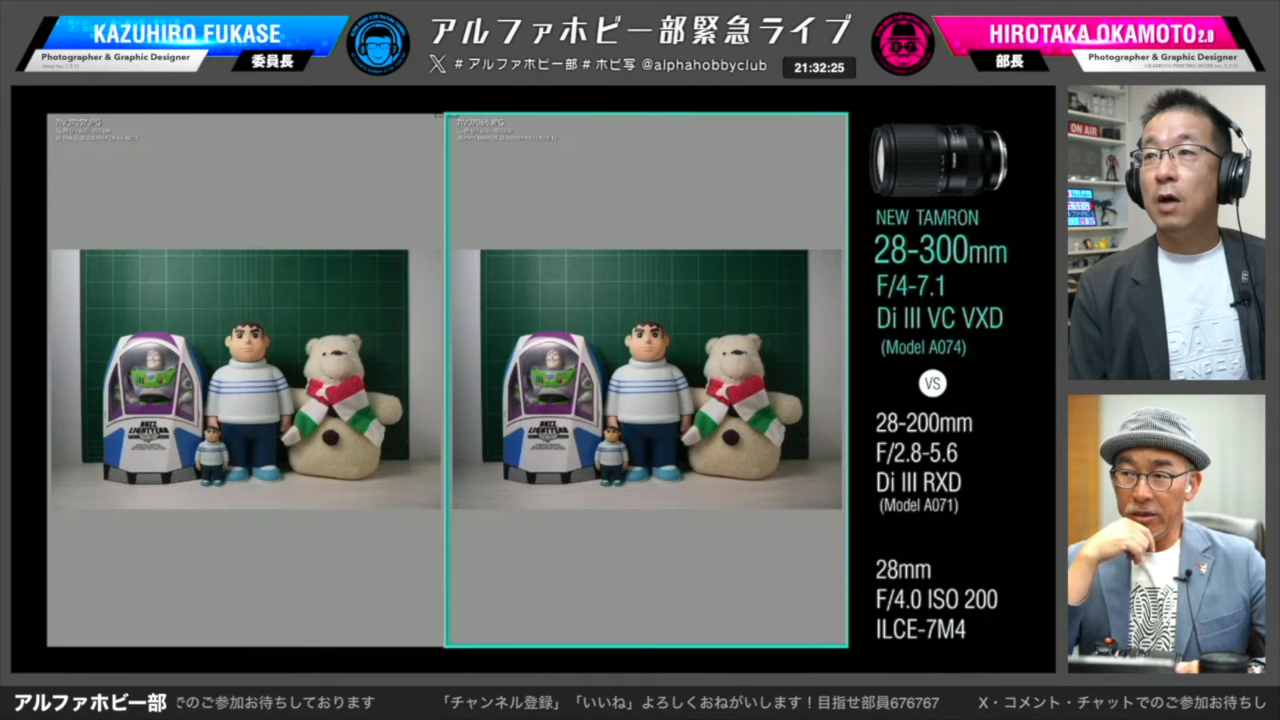 KAZUHIRO FUKASE
Photographer & Graphic Designer
委員長
アルファホビー部緊急ライブ
#アルファホビー部 #ホビ写 @alphahobbyclub
21:32:25
HIROTAKA OKAMOTO2.0
部長
Photographer & Graphic Designer
ON AIR
NEW TAMRON
28-300mm
F/4-7.1
Di III VC VXD
(Model A074)
VS
28-200mm
F/2.8-5.6
Di III RXD
(Model A071)
28mm
F/4.0 ISO 200
ILCE-7M4
BUZZ
LIGHTYEAR
BUZZ
LIGHTYEAR
アルファホビー部
でのご参加お待ちしております
「チャンネル登録」「いいね」よろしくおねがいします!目指せ部員676767
X・コメント・チャットでのご参加お待ちし